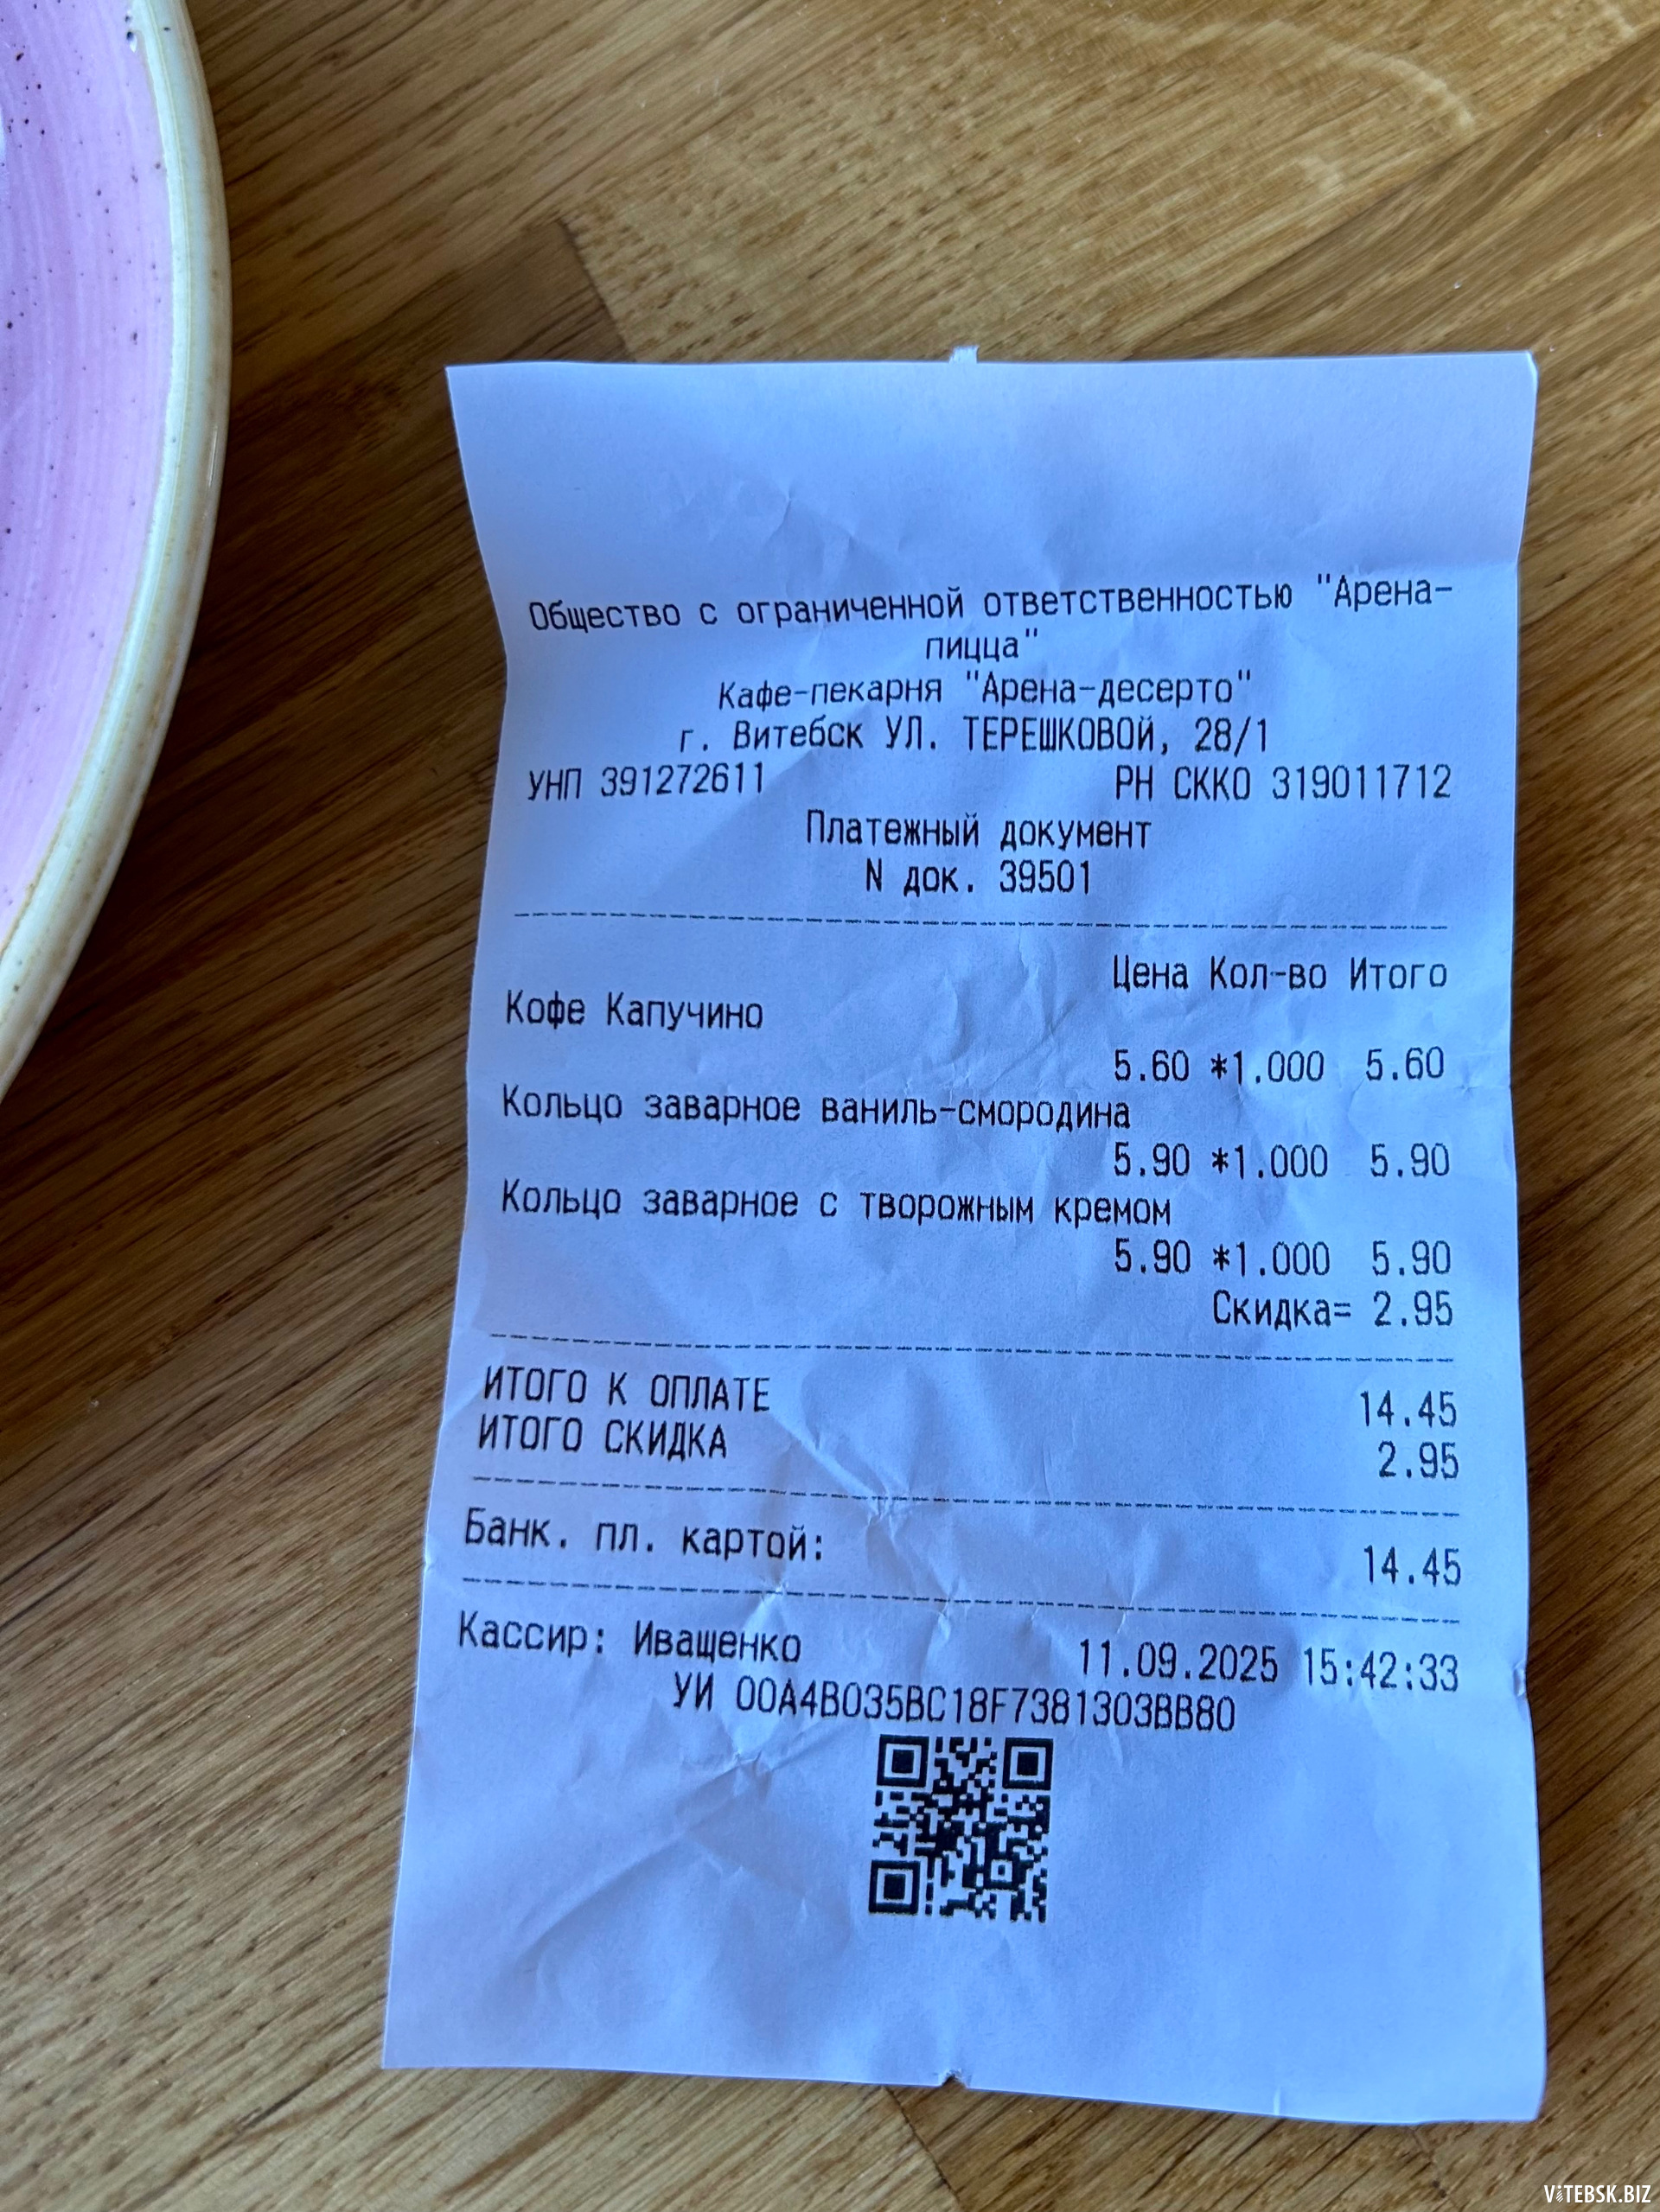 Общество с ограниченной ответственностью "Арена-
пицца"
Кафе-пекарня "Арена-десерто"
г. Витебск УЛ. ТЕРЕШКОВОЙ, 28/1
УНП 391272611 РН СККО 319011712
Платежный документ
N док. 39501
Цена Кол-во Итого
Кофе Капучино
5.60 *1.000 5.60
Кольцо заварное ваниль-смородина
5.90 *1.000 5.90
Кольцо заварное с творожным кремом
5.90 *1.000 5.90
Скидка= 2.95
ИТОГО К ОПЛАТЕ 14.45
ИТОГО СКИДКА 2.95
Банк. пл. картой: 14.45
Кассир: Иващенко 11.09.2025 15:42:33
УИ 00A4B035BC18F7381303BB80
ViTEBSK.BIZ